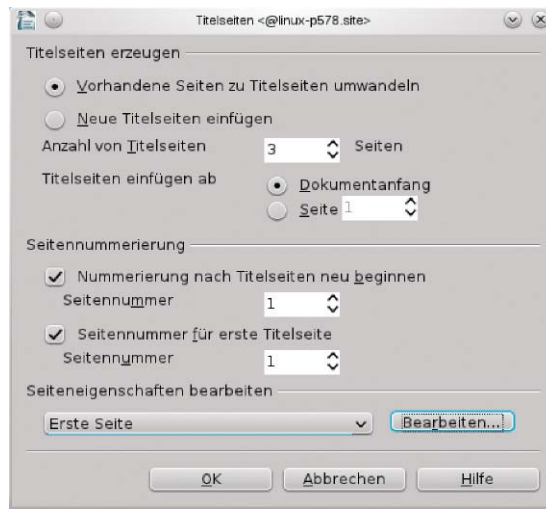 Titelseiten <@linux-p578.site>
Titelseiten erzeugen
Vorhandene Seiten zu Titelseiten umwandeln
Neue Titelseiten einfügen
Anzahl von Titelseiten 3 Seiten
Titelseiten einfügen ab Dokumentanfang
Seite 1
Seitennummerierung
Nummerierung nach Titelseiten neu beginnen
Seitennummer 1
Seitennummer für erste Titelseite
Seitennummer 1
Seiteneigenschaften bearbeiten
Erste Seite Bearbeiten...
OK Abbrechen Hilfe